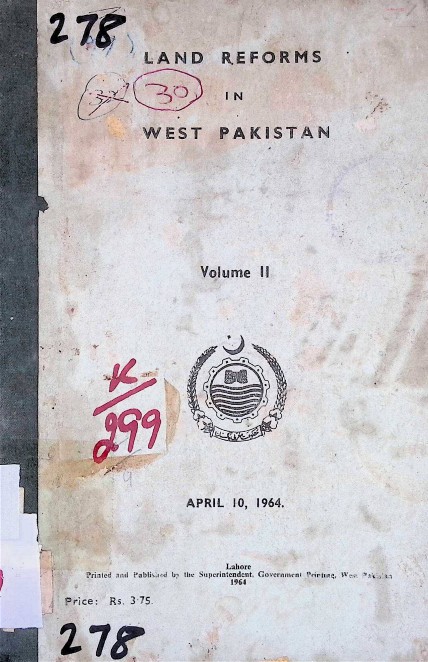 278
30
LAND REFORMS
IN
WEST PAKISTAN
Volume II
K
299
APRIL 10, 1964.
Lahore
Printed and Published by the Superintendent, Government Printing, West Pakistan
1964
Price: Rs. 3.75.
278